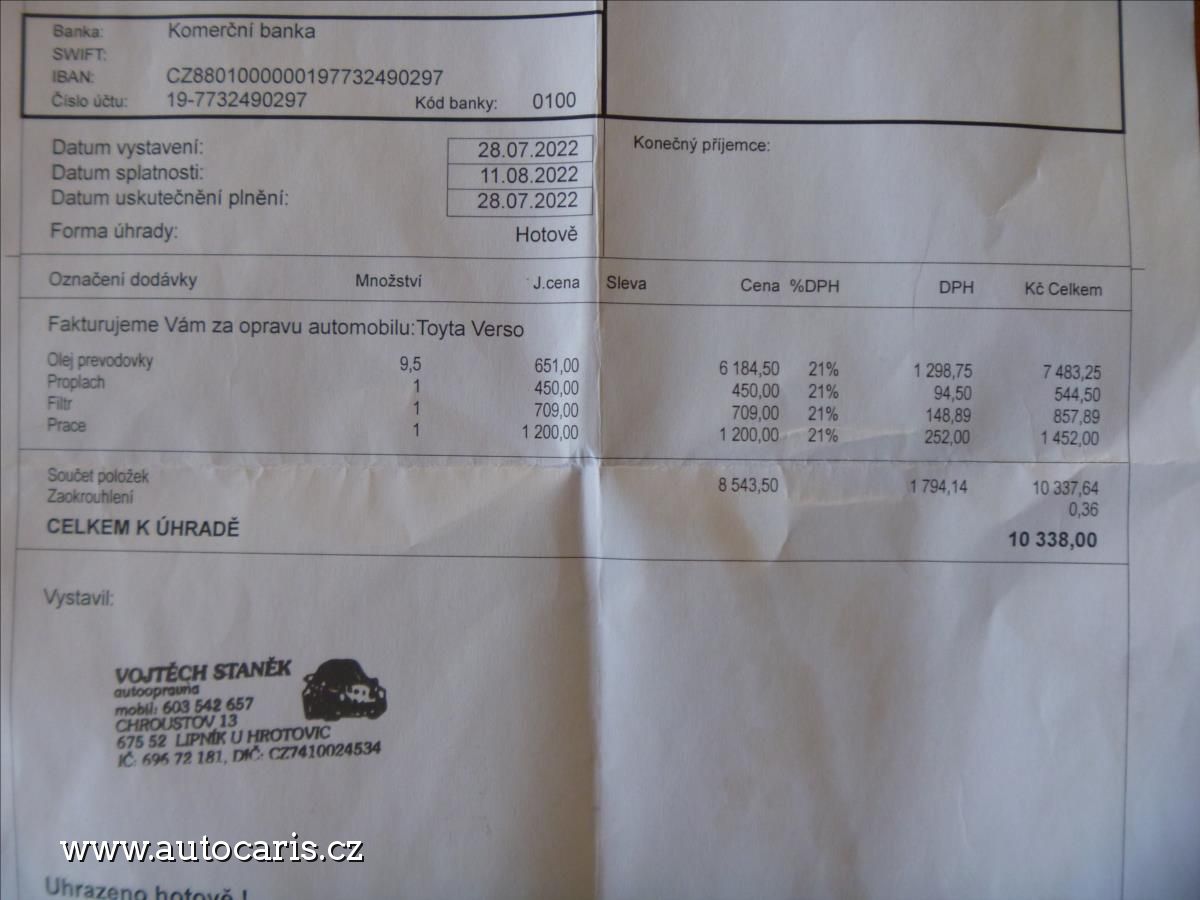 Banka: Komerční banka
SWIFT:
IBAN: CZ8801000000197732490297
Číslo účtu: 19-7732490297 Kód banky: 0100
Datum vystavení: 28.07.2022
Konečný příjemce:
Datum splatnosti: 11.08.2022
Datum uskutečnění plnění: 28.07.2022
Forma úhrady: Hotově
Označení dodávky Množství J.cena Sleva Cena %DPH DPH Kč Celkem
Fakturujeme Vám za opravu automobilu:Toyta Verso
Olej prevodovky 9,5 651,00 6 184,50 21% 1 298,75 7 483,25
Proplach 1 450,00 450,00 21% 94,50 544,50
Filtr 1 709,00 709,00 21% 148,89 857,89
Prace 1 1 200,00 1 200,00 21% 252,00 1 452,00
Součet položek 8 543,50 1 794,14 10 337,64
Zaokrouhlení 0,36
CELKEM K ÚHRADĚ 10 338,00
Vystavil:
VOJTĚCH STANĚK
autoopravna
mobil: 603 542 657
CHROUSTOV 13
675 52 LIPNÍK U HROTOVIC
IČ: 696 72 181, DIČ: CZ7410024534
www.autocaris.cz
Uhrazeno hotově !